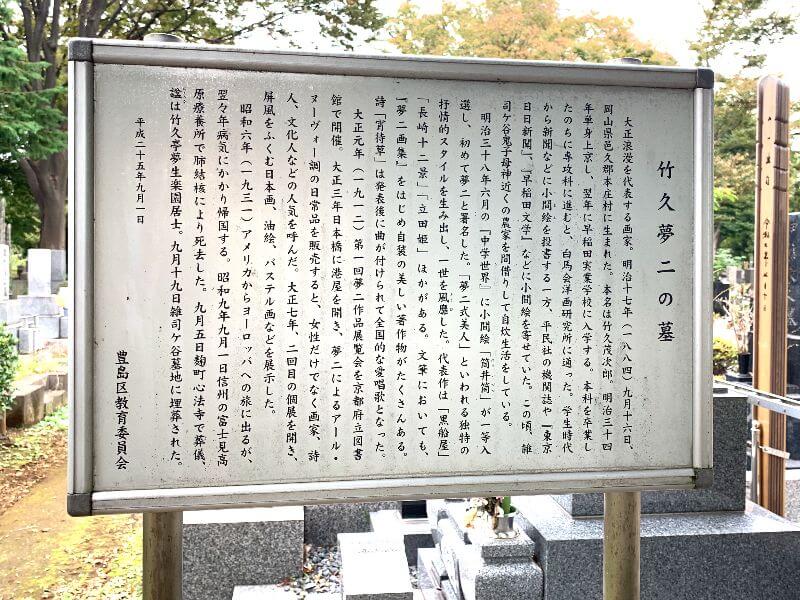 竹久夢二の墓
大正浪漫を代表する画家。明治十七年（一八八四）九月十六日、
岡山県邑久郡本庄村に生まれた。本名は竹久茂次郎。明治三十四
年単身上京し、翌年に早稲田実業学校に入学する。本科を卒業し
たのちに専攻科に進むと、白馬会洋画研究所に通った。学生時代
から新聞などに小間絵を投書する一方、平民社の機関誌や「東京
日日新聞」、「早稲田文学」などに小間絵を寄せていた。この頃、雑
司ケ谷鬼子母神近くの農家を間借りして自炊生活をしている。
明治三十八年六月の『中学世界』に小間絵「筒井筒」が一等入
選し、初めて夢二と署名した。「夢二式美人」といわれる独特の
抒情的スタイルを生み出し、一世を風靡した。代表作は「黒船屋」
「長崎十二景」「立田姫」ほかがある。文筆においても、
『夢二画集』をはじめ自装の美しい著作物がたくさんある。
詩「宵待草」は発表後に曲が付けられて全国的な愛唱歌となった。
大正元年（一九一二）第一回夢二作品展覧会を京都府立図書
館で開催。大正三年日本橋に港屋を開き、夢二によるアール・
ヌーヴォー調の日常品を販売すると、女性だけでなく画家、詩
人、文化人などの人気を呼んだ。大正七年、二回目の個展を開き、
屏風をふくむ日本画、油絵、パステル画などを展示した。
昭和六年（一九三一）アメリカからヨーロッパへの旅に出るが、
翌々年病気にかかり帰国する。昭和九年九月一日信州の富士見高
原療養所で肺結核により死去した。九月五日麹町心法寺で葬儀、
諡は竹久亭夢生楽園居士。九月十九日雑司ケ谷墓地に埋葬された。
平成二十五年九月一日
豊島区教育委員会